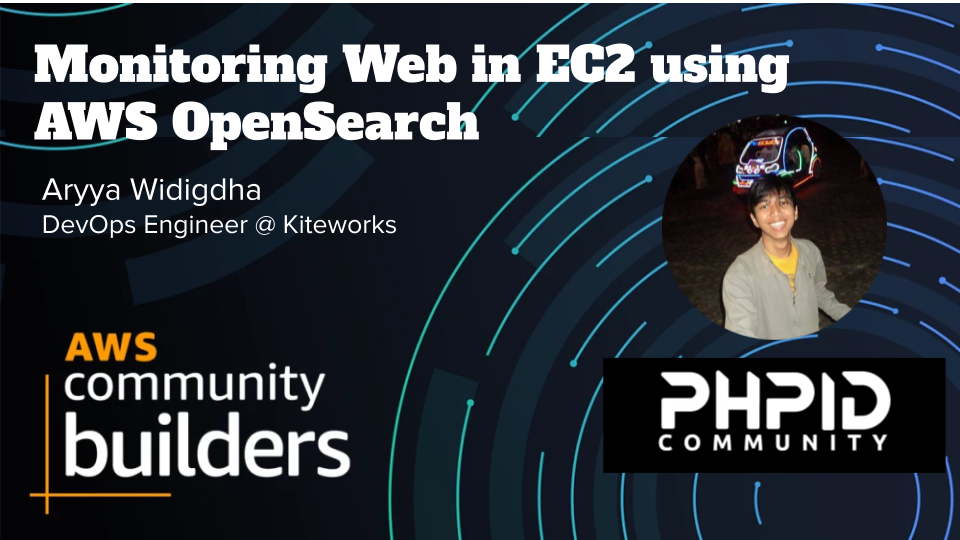 Monitoring Web in EC2 using
AWS OpenSearch
Aryya Widigdha
DevOps Engineer @ Kiteworks
AWS
community
builders
PHPID
COMMUNITY